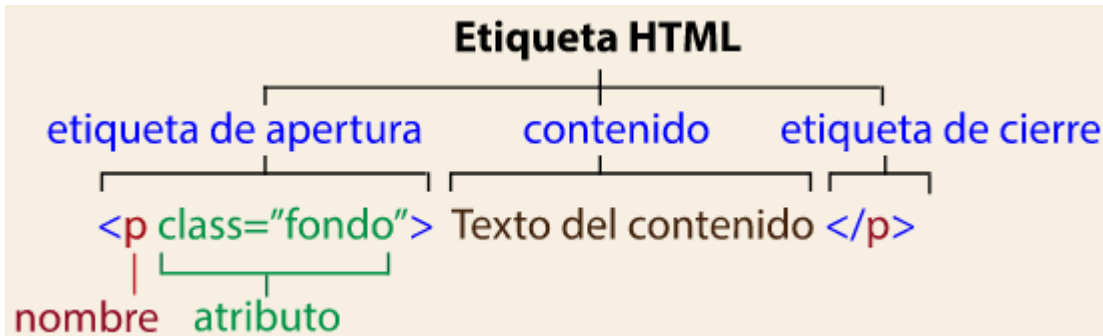 Etiqueta HTML
etiqueta de apertura contenido etiqueta de cierre
<p class=”fondo”> Texto del contenido </p>
nombre atributo